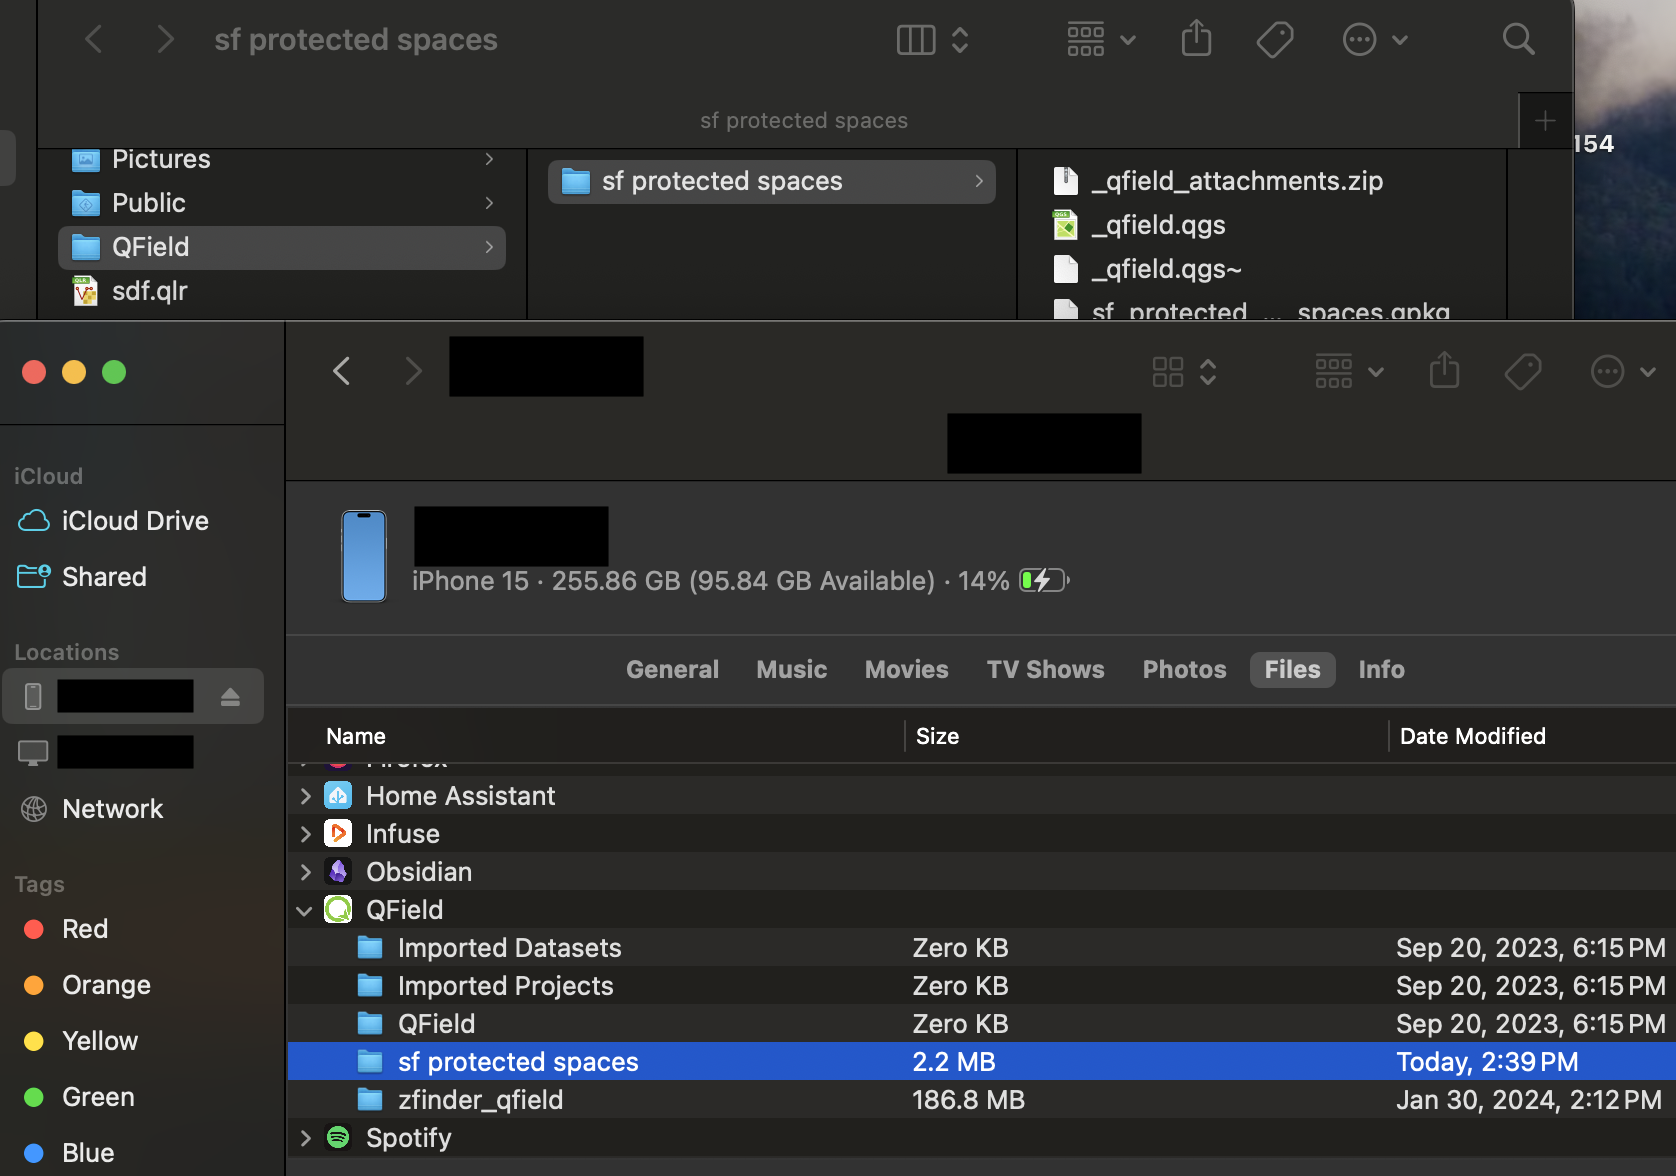 sf protected spaces
sf protected spaces
154
Pictures
Public
QField
sdf.qlr
sf protected spaces
_qfield_attachments.zip
_qfield.qgs
_qfield.qgs~
sf_protected_..._spaces.gpkg
iCloud
iCloud Drive
Shared
Locations
Network
Tags
Red
Orange
Yellow
Green
Blue
iPhone 15 · 255.86 GB (95.84 GB Available) · 14%
General Music Movies TV Shows Photos Files Info
Name Size Date Modified
Firefox
Home Assistant
Infuse
Obsidian
QField
Imported Datasets Zero KB Sep 20, 2023, 6:15 PM
Imported Projects Zero KB Sep 20, 2023, 6:15 PM
QField Zero KB Sep 20, 2023, 6:15 PM
sf protected spaces 2.2 MB Today, 2:39 PM
zfinder_qfield 186.8 MB Jan 30, 2024, 2:12 PM
Spotify